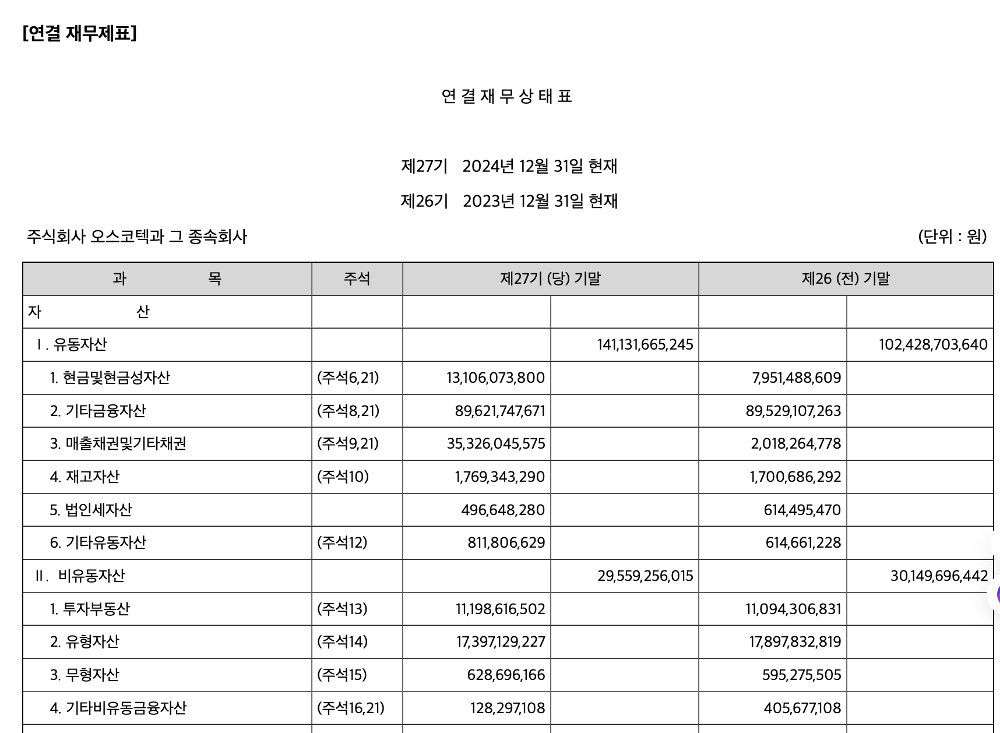 [연결 재무제표]
연 결 재 무 상 태 표
제27기 2024년 12월 31일 현재
제26기 2023년 12월 31일 현재
주식회사 오스코텍과 그 종속회사 (단위 : 원)
과 목 주석 제27기 (당) 기말 제26 (전) 기말
자 산
Ⅰ. 유동자산 141,131,665,245 102,428,703,640
1. 현금및현금성자산 (주석6,21) 13,106,073,800 7,951,488,609
2. 기타금융자산 (주석8,21) 89,621,747,671 89,529,107,263
3. 매출채권및기타채권 (주석9,21) 35,326,045,575 2,018,264,778
4. 재고자산 (주석10) 1,769,343,290 1,700,686,292
5. 법인세자산 496,648,280 614,495,470
6. 기타유동자산 (주석12) 811,806,629 614,661,228
Ⅱ. 비유동자산 29,559,256,015 30,149,696,442
1. 투자부동산 (주석13) 11,198,616,502 11,094,306,831
2. 유형자산 (주석14) 17,397,129,227 17,897,832,819
3. 무형자산 (주석15) 628,696,166 595,275,505
4. 기타비유동금융자산 (주석16,21) 128,297,108 405,677,108